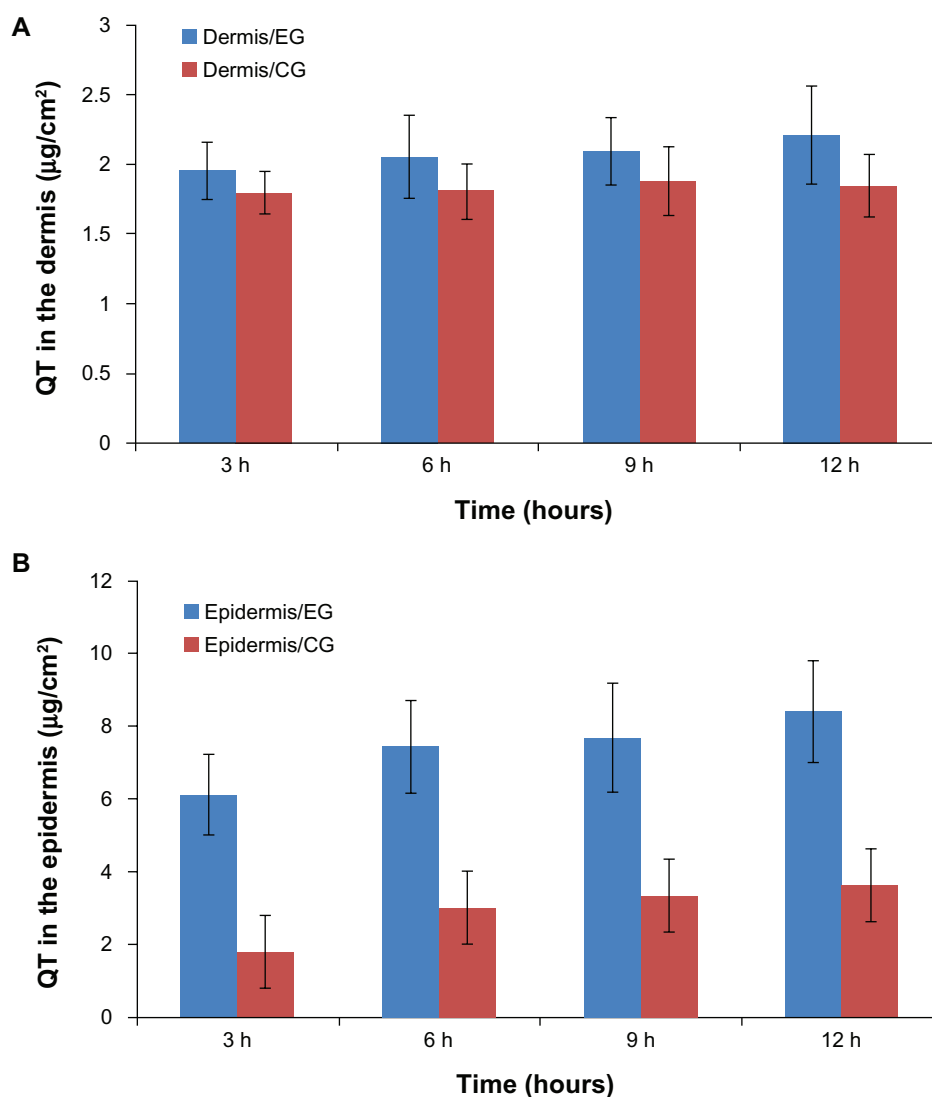 A
Dermis/EG
Dermis/CG
QT in the dermis (µg/cm²)
3
2.5
2
1.5
1
0.5
0
3 h 6 h 9 h 12 h
Time (hours)
B
Epidermis/EG
Epidermis/CG
QT in the epidermis (µg/cm²)
12
10
8
6
4
2
0
3 h 6 h 9 h 12 h
Time (hours)